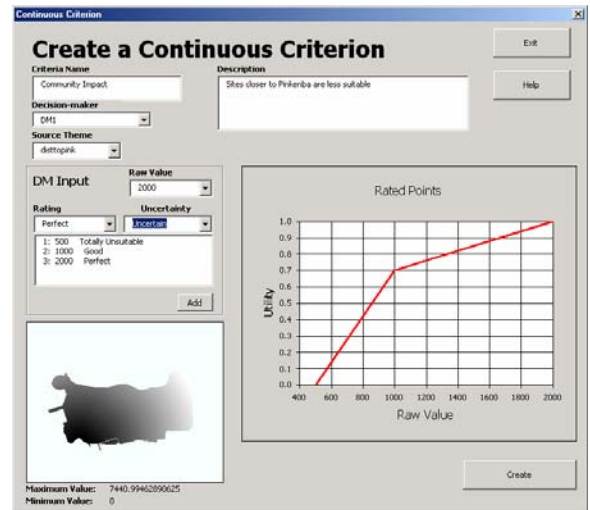 Continuous Criterion
Create a Continuous Criterion
Exit
Criteria Name
Description
Community Impact
Sites closer to Pinkenba are less suitable
Help
Decision-maker
DM1
Source Theme
disttopink
DM Input
Raw Value
2000
Rating
Uncertainty
Perfect
Uncertain
1: 500 Totally Unsuitable
2: 1000 Good
3: 2000 Perfect
Add
Rated Points
Utility
1.0
0.9
0.8
0.7
0.6
0.5
0.4
0.3
0.2
0.1
0.0
400 600 800 1000 1200 1400 1600 1800 2000
Raw Value
Create
Maximum Value: 7440.99462890625
Minimum Value: 0